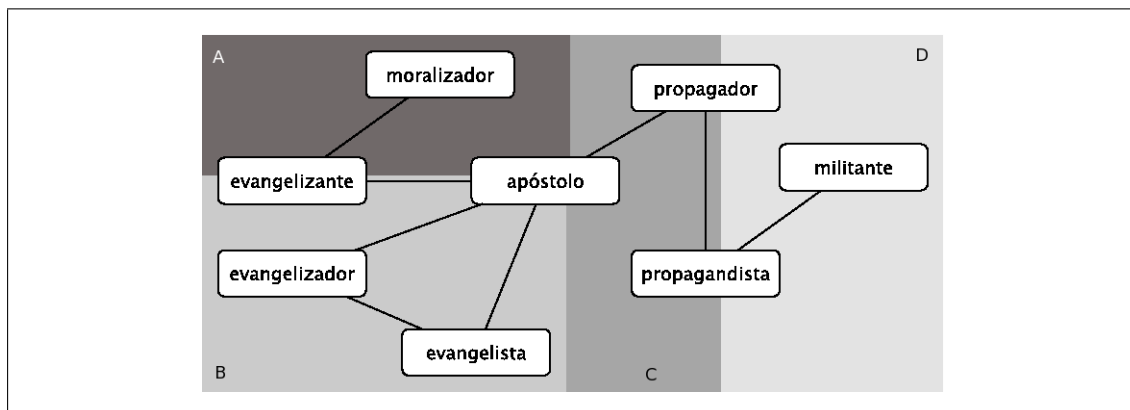 A
D
moralizador
propagador
militante
evangelizante
apóstolo
evangelizador
propagandista
evangelista
B
C